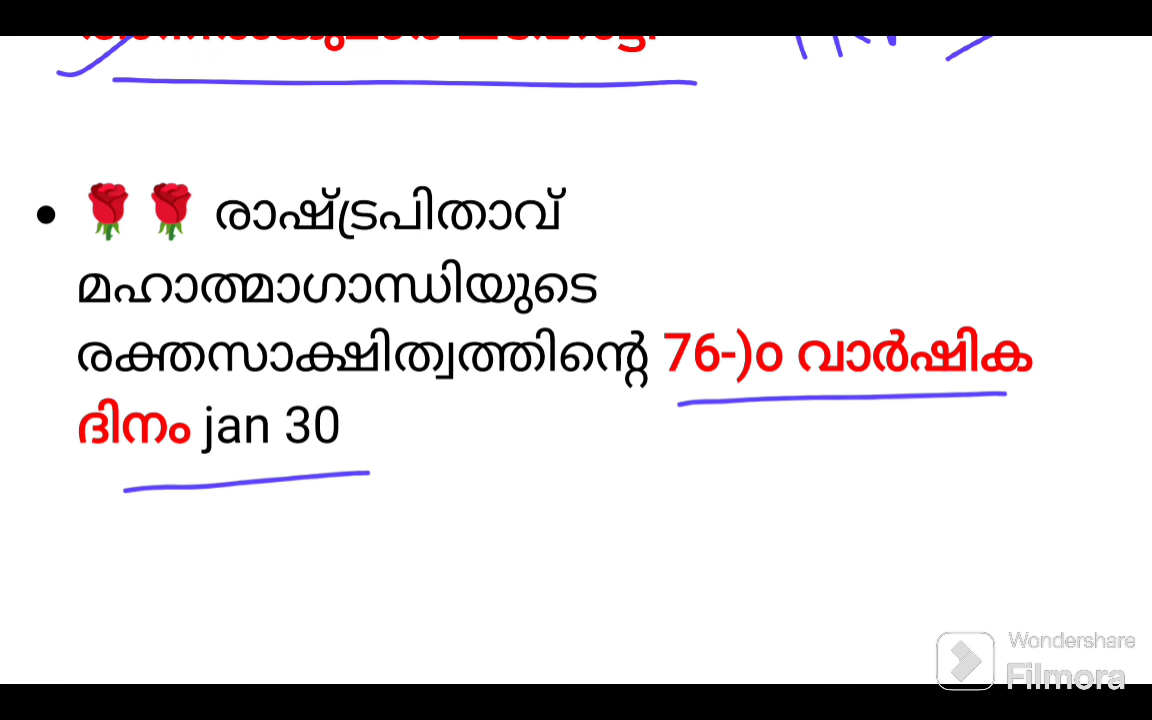 • 🌹🌹 രാഷ്ട്രപിതാവ്
മഹാത്മാഗാന്ധിയുടെ
രക്തസാക്ഷിത്വത്തിന്റെ 76-)o വാർഷിക
ദിനം jan 30
Wondershare
Filmora